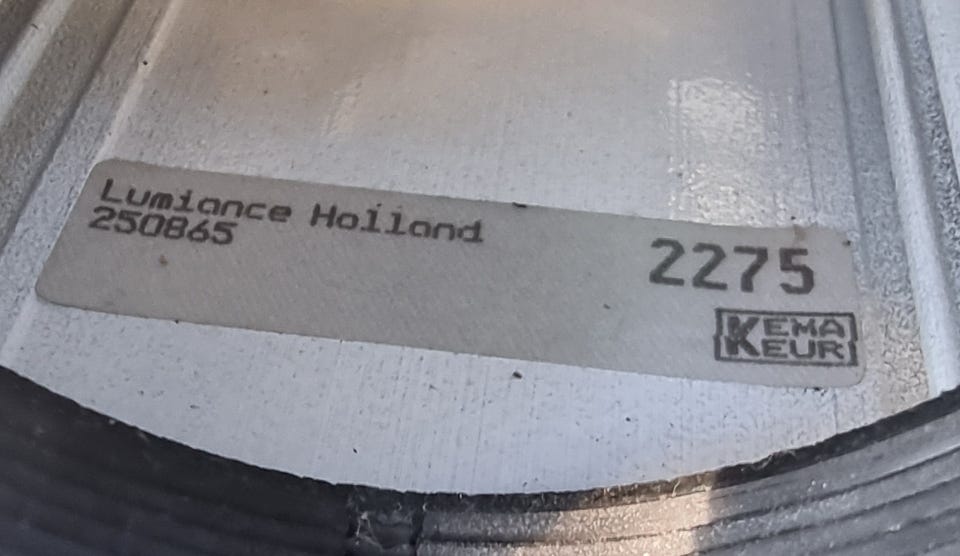 Lumiance Holland
250865
2275
KEMA
KEUR